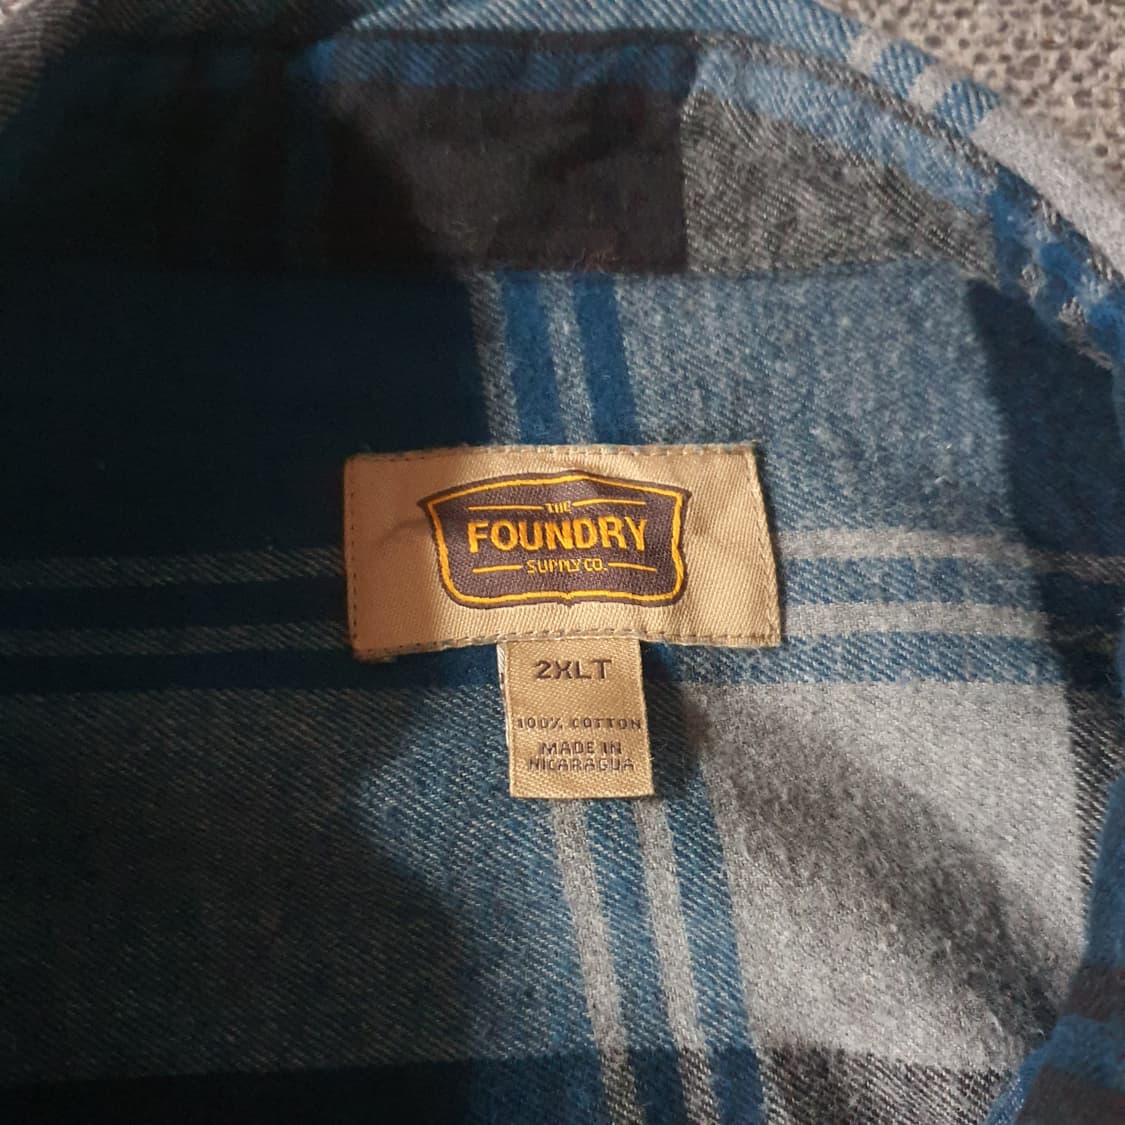 THE
FOUNDRY
SUPPLY CO.
2XLT
100% COTTON
MADE IN
NICARAGUA